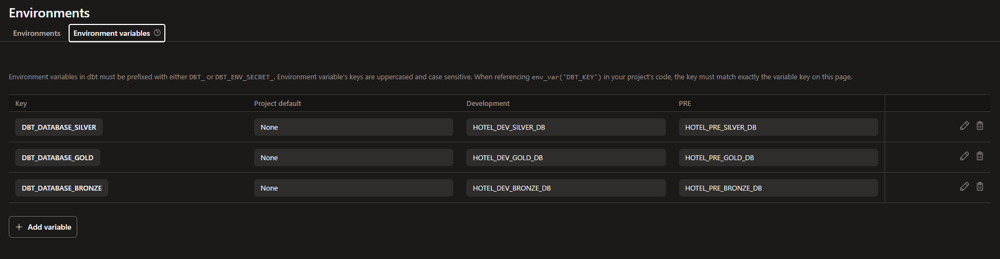 Environments
Environments Environment variables
Environment variables in dbt must be prefixed with either DBT_ or DBT_ENV_SECRET_. Environment variable's keys are uppercased and case sensitive. When referencing env_var('DBT_KEY') in your project's code, the key must match exactly the variable key on this page.
Key Project default Development PRE
DBT_DATABASE_SILVER None HOTEL_DEV_SILVER_DB HOTEL_PRE_SILVER_DB
DBT_DATABASE_GOLD None HOTEL_DEV_GOLD_DB HOTEL_PRE_GOLD_DB
DBT_DATABASE_BRONZE None HOTEL_DEV_BRONZE_DB HOTEL_PRE_BRONZE_DB
+ Add variable